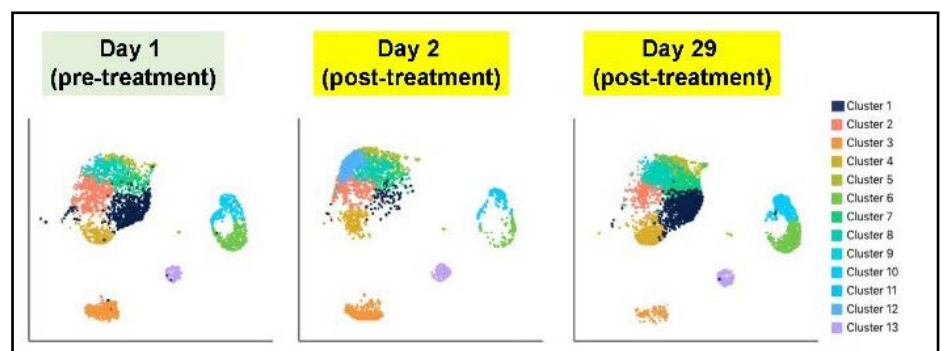 Day 1
(pre-treatment)
Day 2
(post-treatment)
Day 29
(post-treatment)
Cluster 1
Cluster 2
Cluster 3
Cluster 4
Cluster 5
Cluster 6
Cluster 7
Cluster 8
Cluster 9
Cluster 10
Cluster 11
Cluster 12
Cluster 13